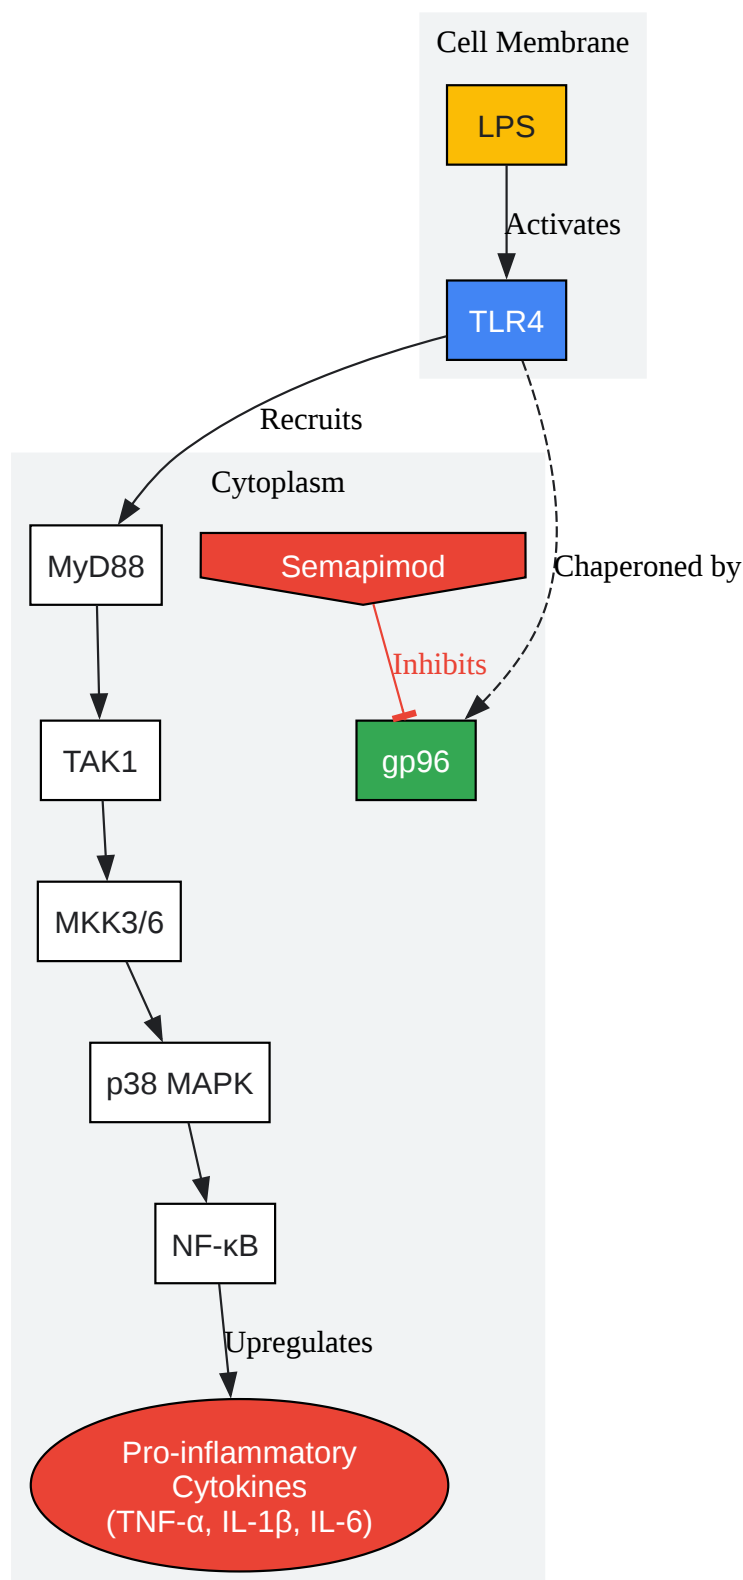 Cell Membrane
LPS
Activates
TLR4
Recruits
Cytoplasm
MyD88
Semapimod
Chaperoned by
Inhibits
TAK1
gp96
MKK3/6
p38 MAPK
NF-κB
Upregulates
Pro-inflammatory
Cytokines
(TNF-α, IL-1β, IL-6)